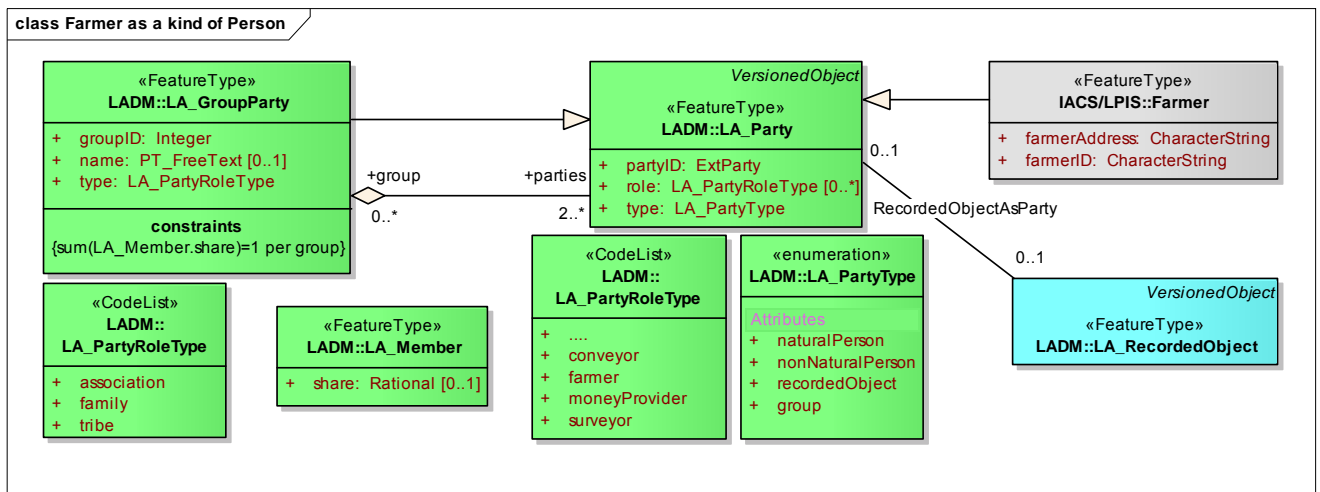 class Farmer as a kind of Person
«FeatureType»
LADM::LA_GroupParty
+ groupID: Integer
+ name: PT_FreeText [0..1]
+ type: LA_PartyRoleType
constraints
{sum(LA_Member.share)=1 per group}
+group
0..*
+parties
2..*
VersionedObject
«FeatureType»
LADM::LA_Party
+ partyID: ExtParty
+ role: LA_PartyRoleType [0..*]
+ type: LA_PartyType
«FeatureType»
IACS/LPIS::Farmer
+ farmerAddress: CharacterString
+ farmerID: CharacterString
0..1
RecordedObjectAsParty
0..1
«CodeList»
LADM::
LA_PartyRoleType
+ association
+ family
+ tribe
«FeatureType»
LADM::LA_Member
+ share: Rational [0..1]
«CodeList»
LADM::
LA_PartyRoleType
+ ....
+ conveyor
+ farmer
+ moneyProvider
+ surveyor
«enumeration»
LADM::LA_PartyType
Attributes
+ naturalPerson
+ nonNaturalPerson
+ recordedObject
+ group
VersionedObject
«FeatureType»
LADM::LA_RecordedObject